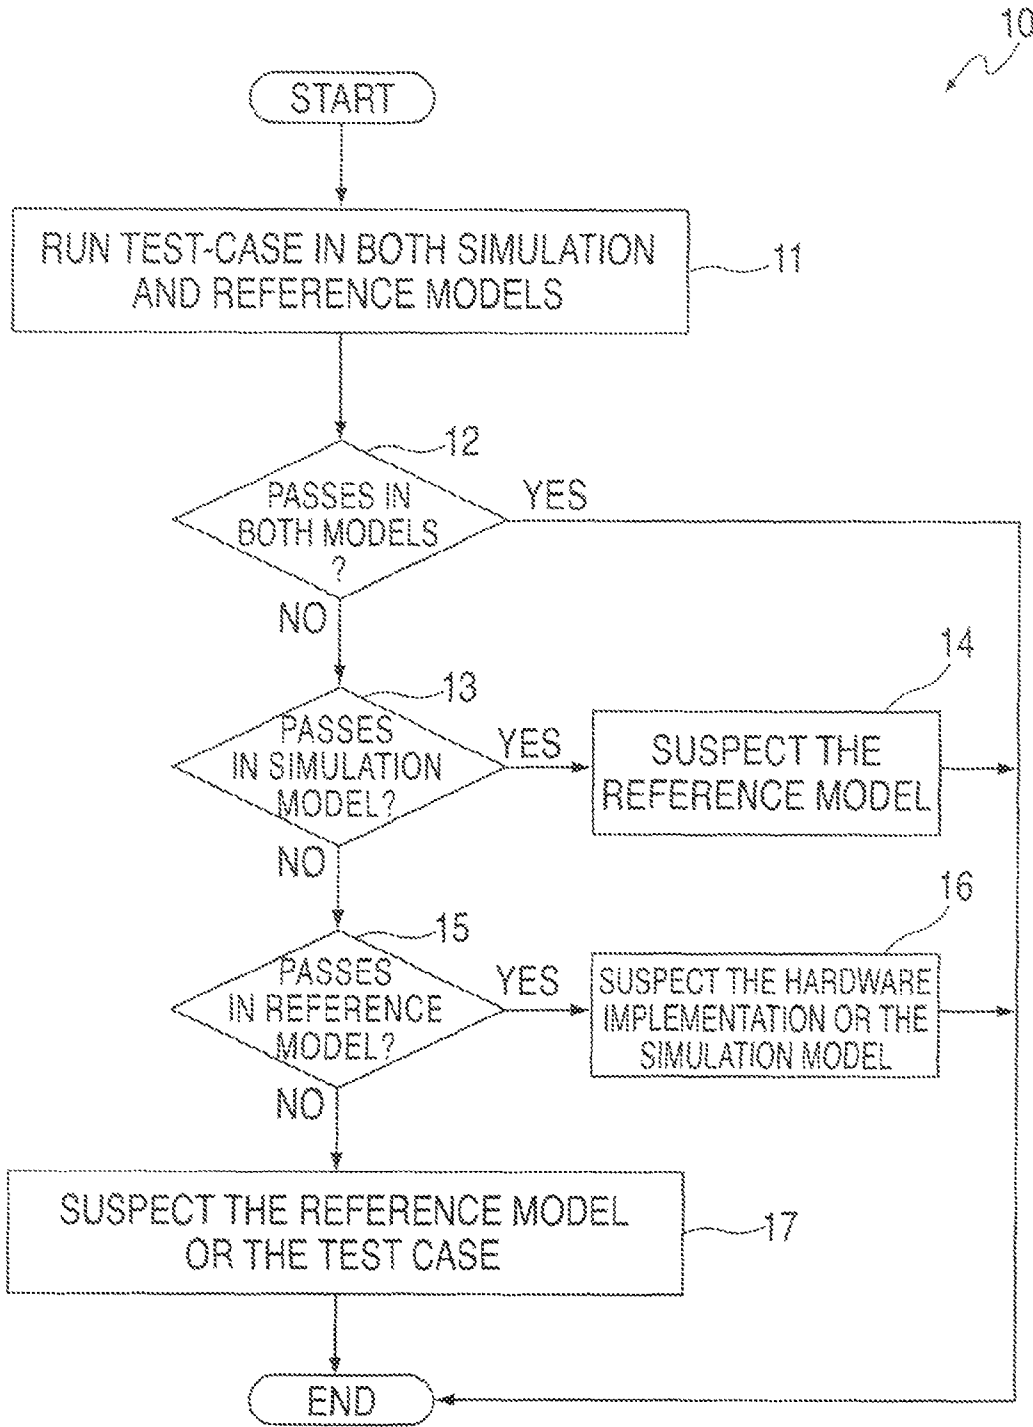 10
START
RUN TEST-CASE IN BOTH SIMULATION
AND REFERENCE MODELS
11
12
PASSES IN
BOTH MODELS
?
YES
NO
13
PASSES
IN SIMULATION
MODEL?
YES
NO
14
SUSPECT THE
REFERENCE MODEL
15
PASSES
IN REFERENCE
MODEL?
YES
NO
16
SUSPECT THE HARDWARE
IMPLEMENTATION OR THE
SIMULATION MODEL
SUSPECT THE REFERENCE MODEL
OR THE TEST CASE
17
END